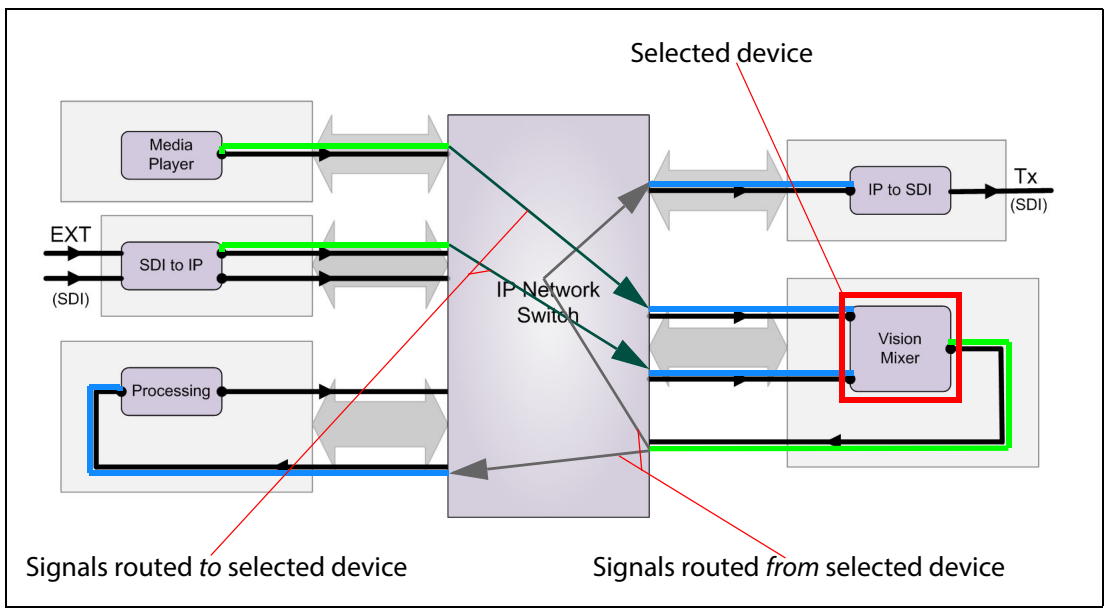 Selected device
Media
Player
IP to SDI
Tx
(SDI)
EXT
(SDI)
SDI to IP
IP Network
Switch
Vision
Mixer
Processing
Signals routed to selected device
Signals routed from selected device